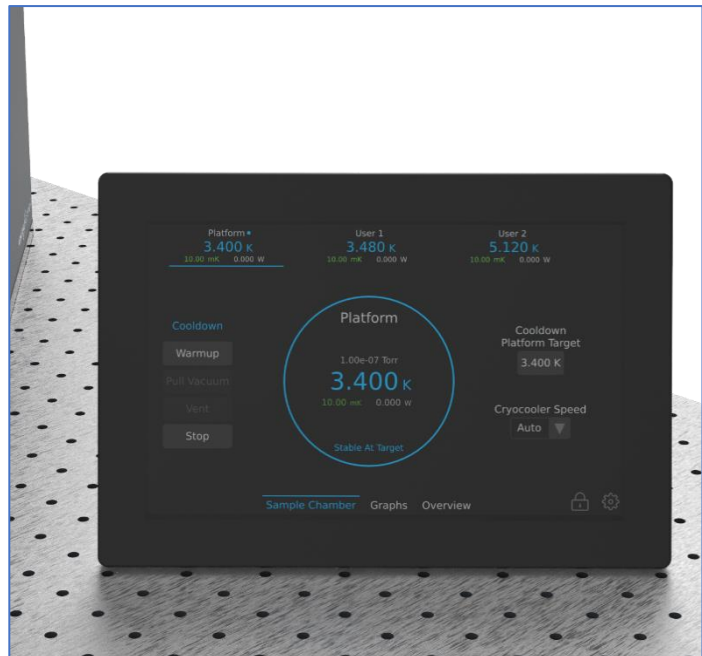 Platform
User 1
User 2
3.400 K
3.480 K
5.120 K
10.00 mK 0.000 W
10.00 mK 0.000 W
10.00 mK 0.000 W
Cooldown
Warmup
Pull Vacuum
Vent
Stop
Platform
1.00e-07 Torr
3.400 K
10.00 mK 0.000 W
Stable At Target
Cooldown
Platform Target
3.400 K
Cryocooler Speed
Auto
Sample Chamber Graphs Overview